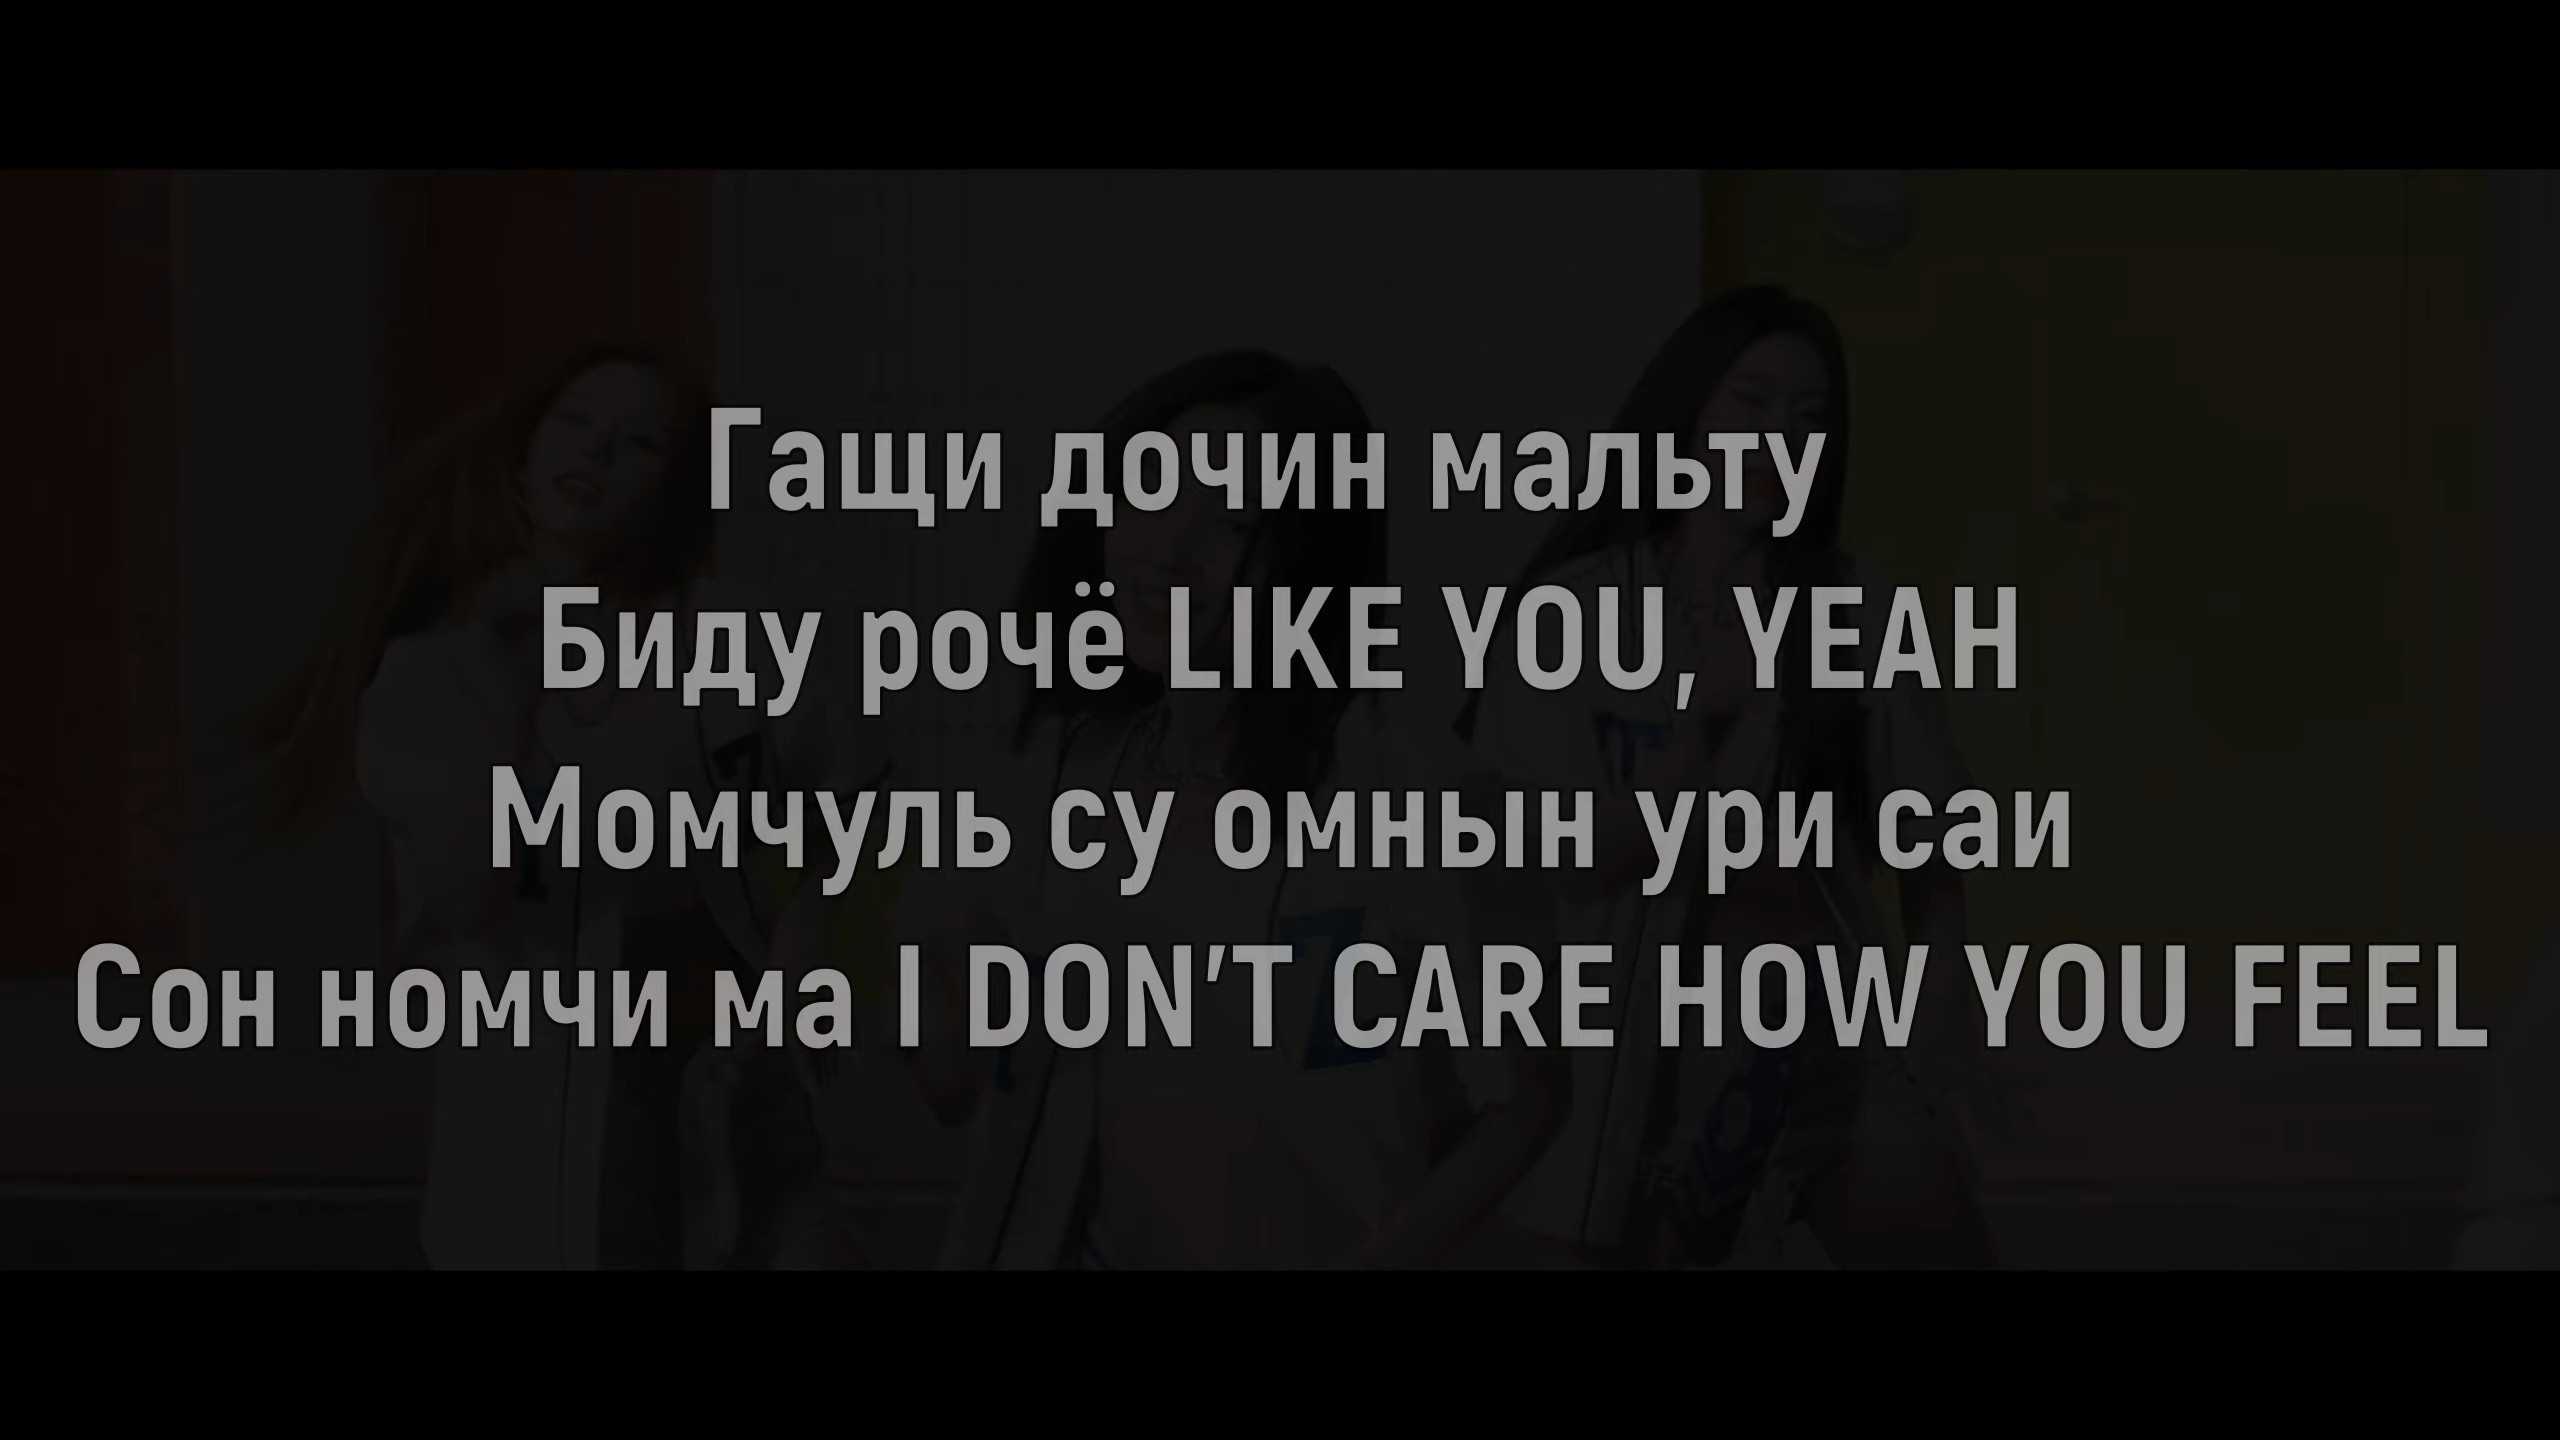 Гащи дочин мальту
Биду рочё LIKE YOU, YEAH
Момчуль су омнын ури саи
Сон номчи ма I DON'T CARE HOW YOU FEEL